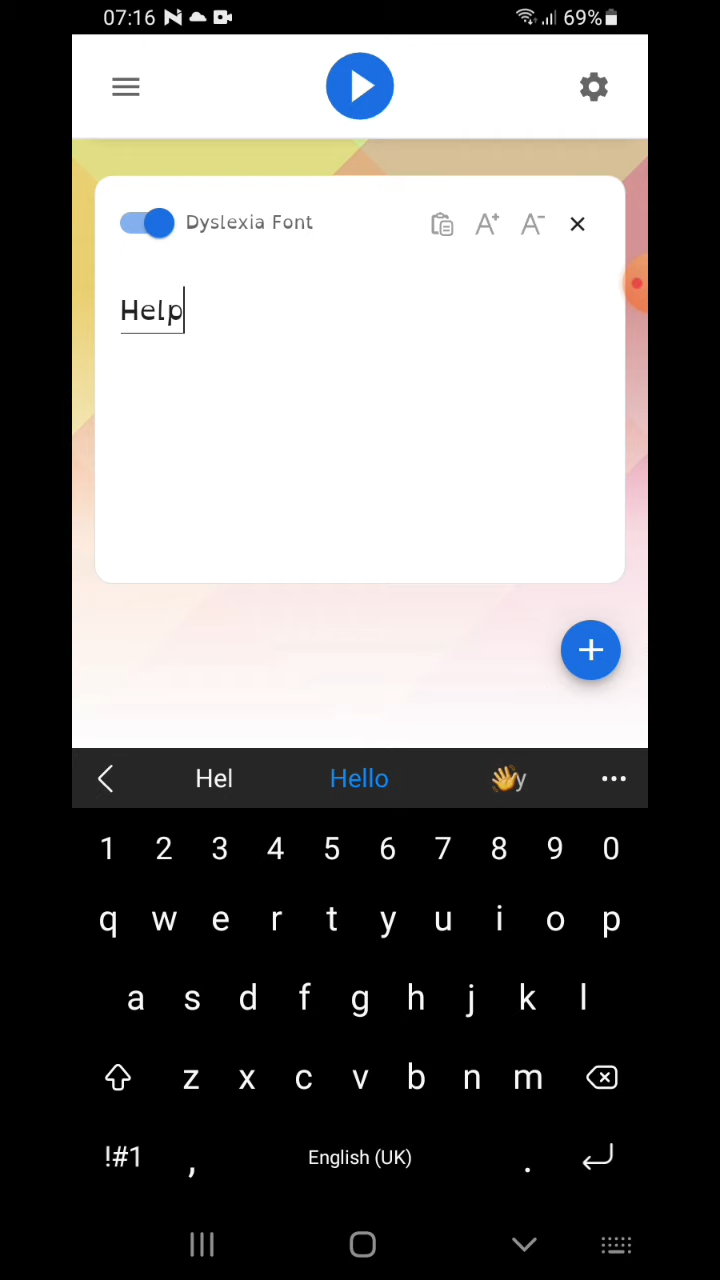 07:16 69%
Dyslexia Font A+ A-
Help
Hel Hello
1 2 3 4 5 6 7 8 9 0
q w e r t y u i o p
a s d f g h j k l
z x c v b n m
!#1 , English (UK) .